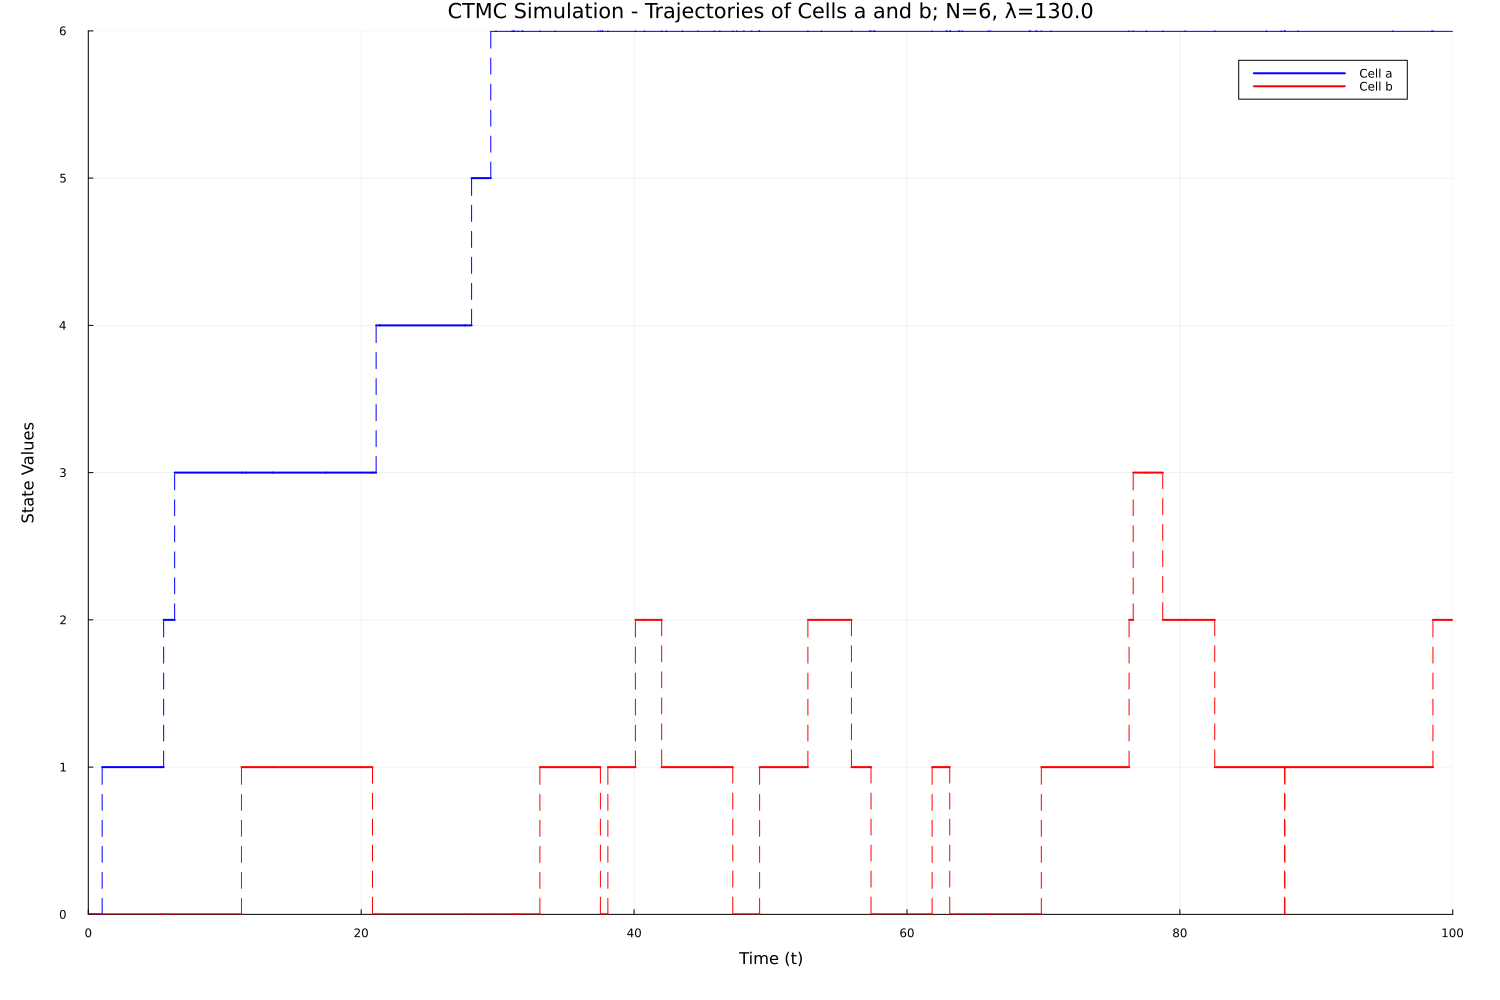 CTMC Simulation - Trajectories of Cells a and b; N=6, λ=130.0
Cell a
Cell b
State Values
6
5
4
3
2
1
0
0 20 40 60 80 100
Time (t)